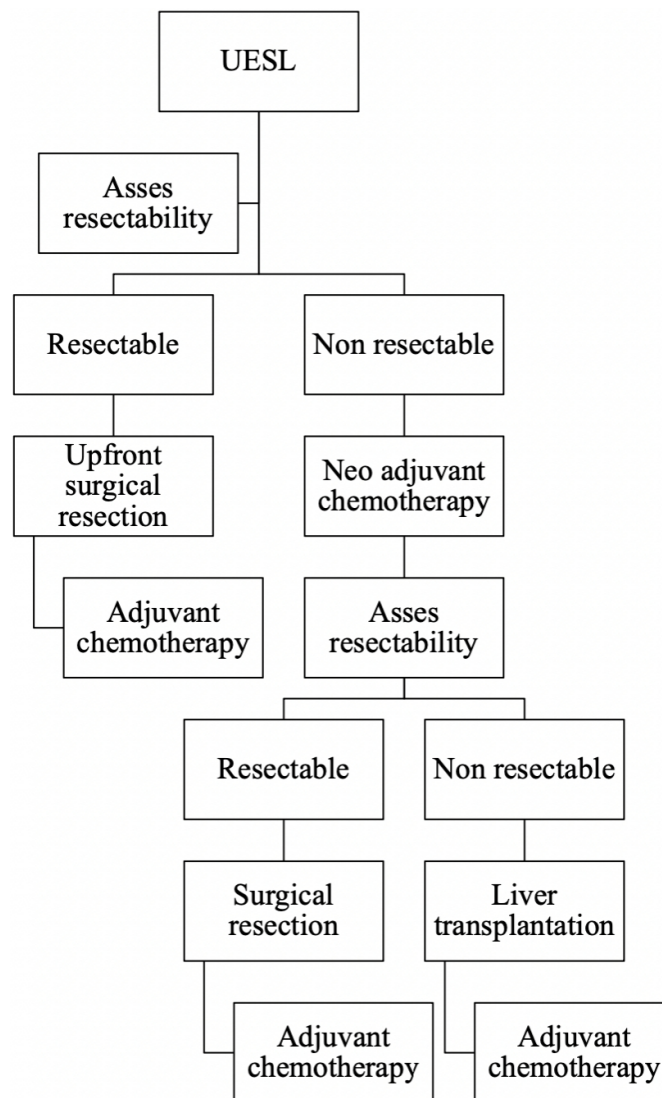 UESL
Asses
resectability
Resectable
Non resectable
Upfront
surgical
resection
Neo adjuvant
chemotherapy
Adjuvant
chemotherapy
Asses
resectability
Resectable
Non resectable
Surgical
resection
Liver
transplantation
Adjuvant
chemotherapy
Adjuvant
chemotherapy